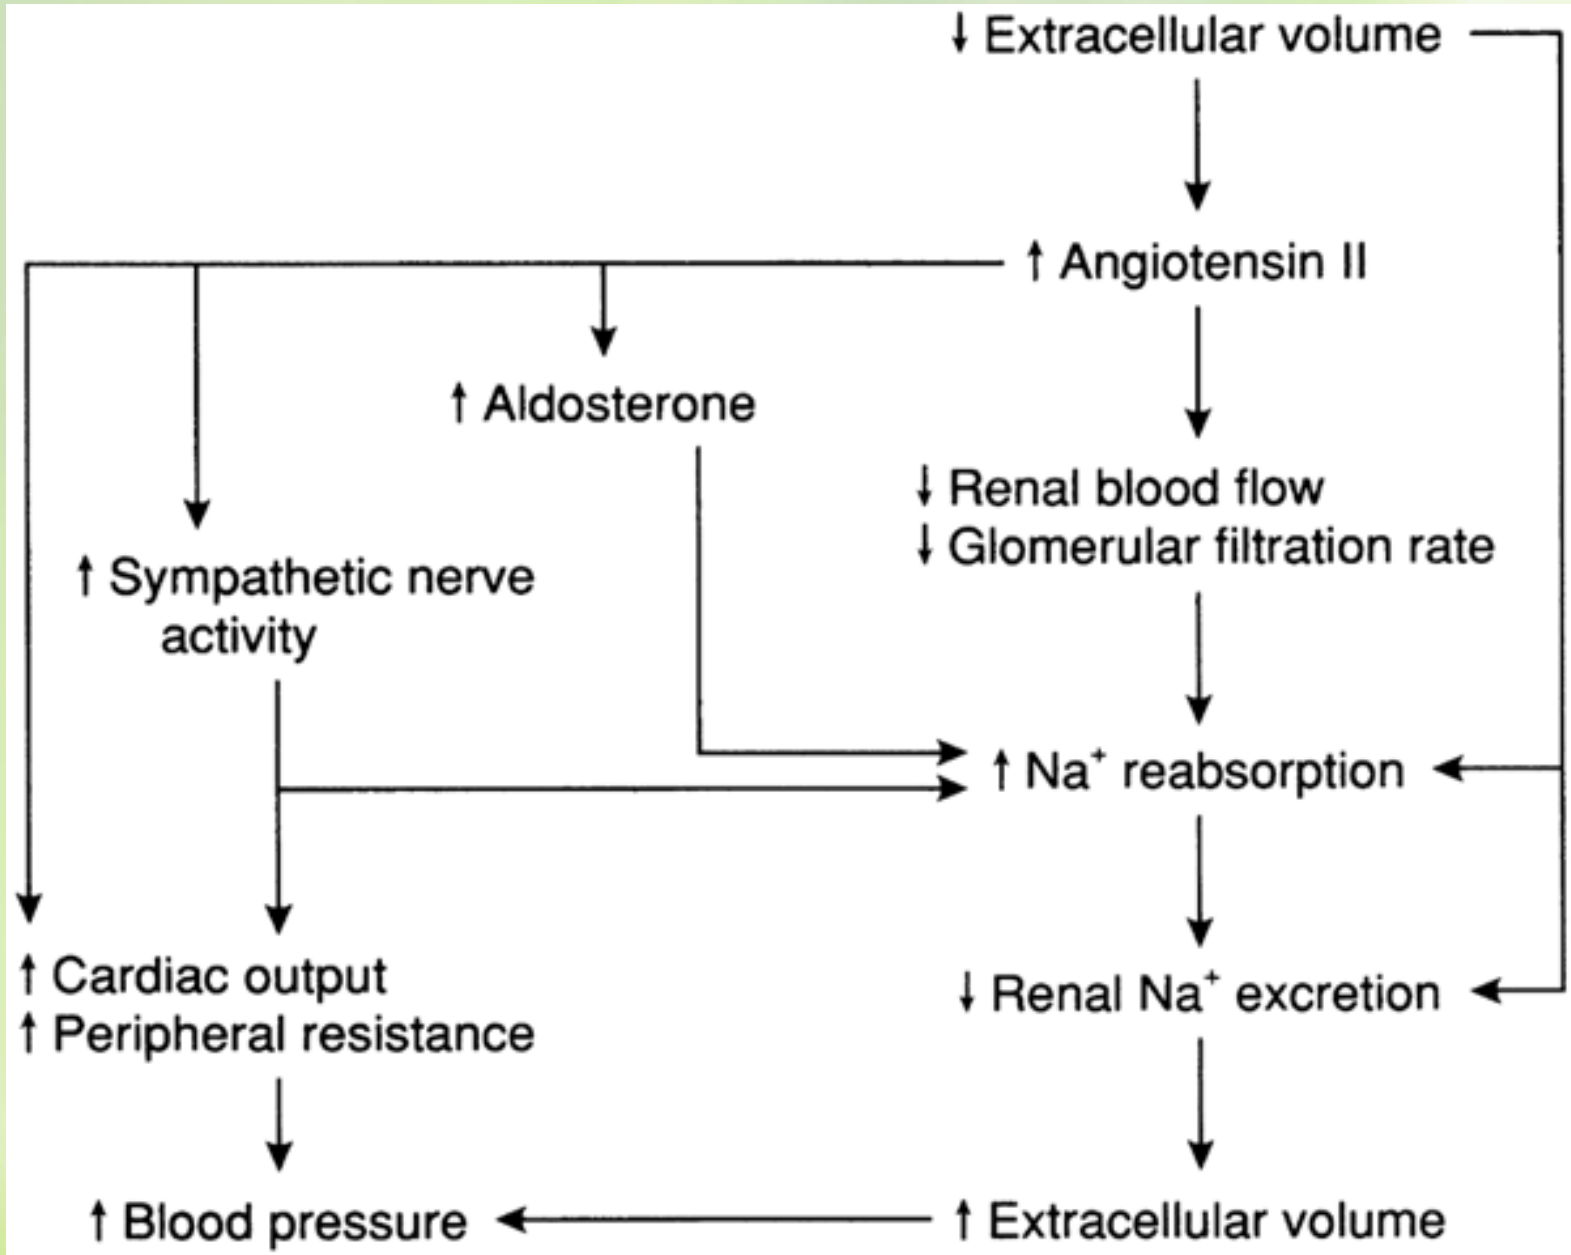 ↓ Extracellular volume
↑ Angiotensin II
↑ Aldosterone
↓ Renal blood flow
↓ Glomerular filtration rate
↑ Sympathetic nerve
activity
↑ Na⁺ reabsorption
↑ Cardiac output
↑ Peripheral resistance
↓ Renal Na⁺ excretion
↑ Blood pressure
↑ Extracellular volume